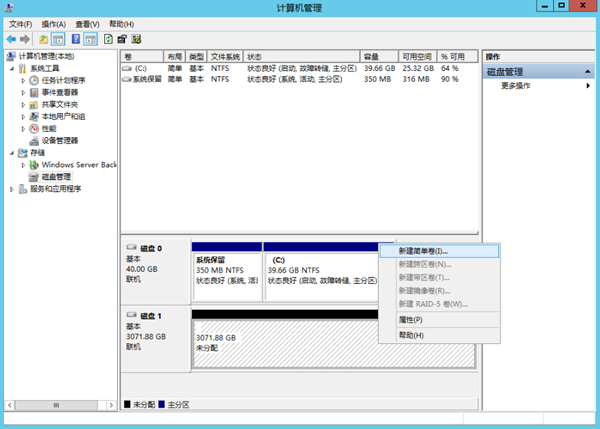 计算机管理
文件(F) 操作(A) 查看(V) 帮助(H)
计算机管理(本地)
系统工具
任务计划程序
事件查看器
共享文件夹
本地用户和组
性能
设备管理器
存储
Windows Server Back
磁盘管理
服务和应用程序
卷 布局 类型 文件系统 状态 容量 可用空间 % 可用
(C:) 简单 基本 NTFS 状态良好 (启动, 故障转储, 主分区) 39.66 GB 25.32 GB 64 %
系统保留 简单 基本 NTFS 状态良好 (系统, 活动, 主分区) 350 MB 316 MB 90 %
操作
磁盘管理
更多操作
磁盘 0
基本
40.00 GB
联机
系统保留
350 MB NTFS
状态良好 (系统, 活动
(C:)
39.66 GB NTFS
状态良好 (启动, 故障转储, 主分区)
磁盘 1
基本
3071.88 GB
联机
3071.88 GB
未分配
新建简单卷(I)...
新建跨区卷(N)...
新建带区卷(T)...
新建镜像卷(R)...
新建 RAID-5 卷(W)...
属性(P)
帮助(H)
未分配 主分区